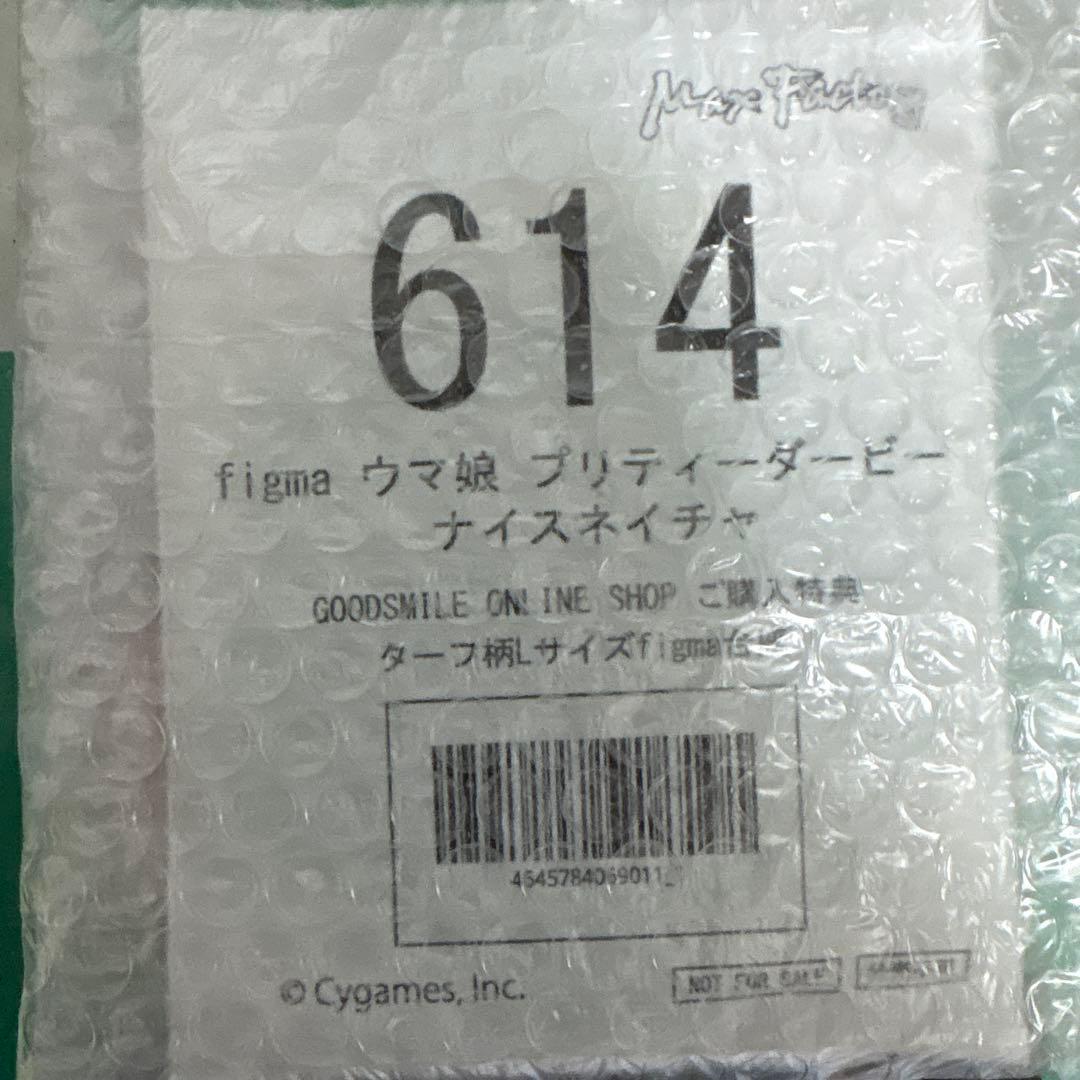 Max Factory
614
figma ウマ娘 プリティーダービー
ナイスネイチャ
GOODSMILE ONLINE SHOP ご購入特典
ターフ柄Lサイズfigma
4545784069011_
© Cygames, Inc.
NOT FOR SALE